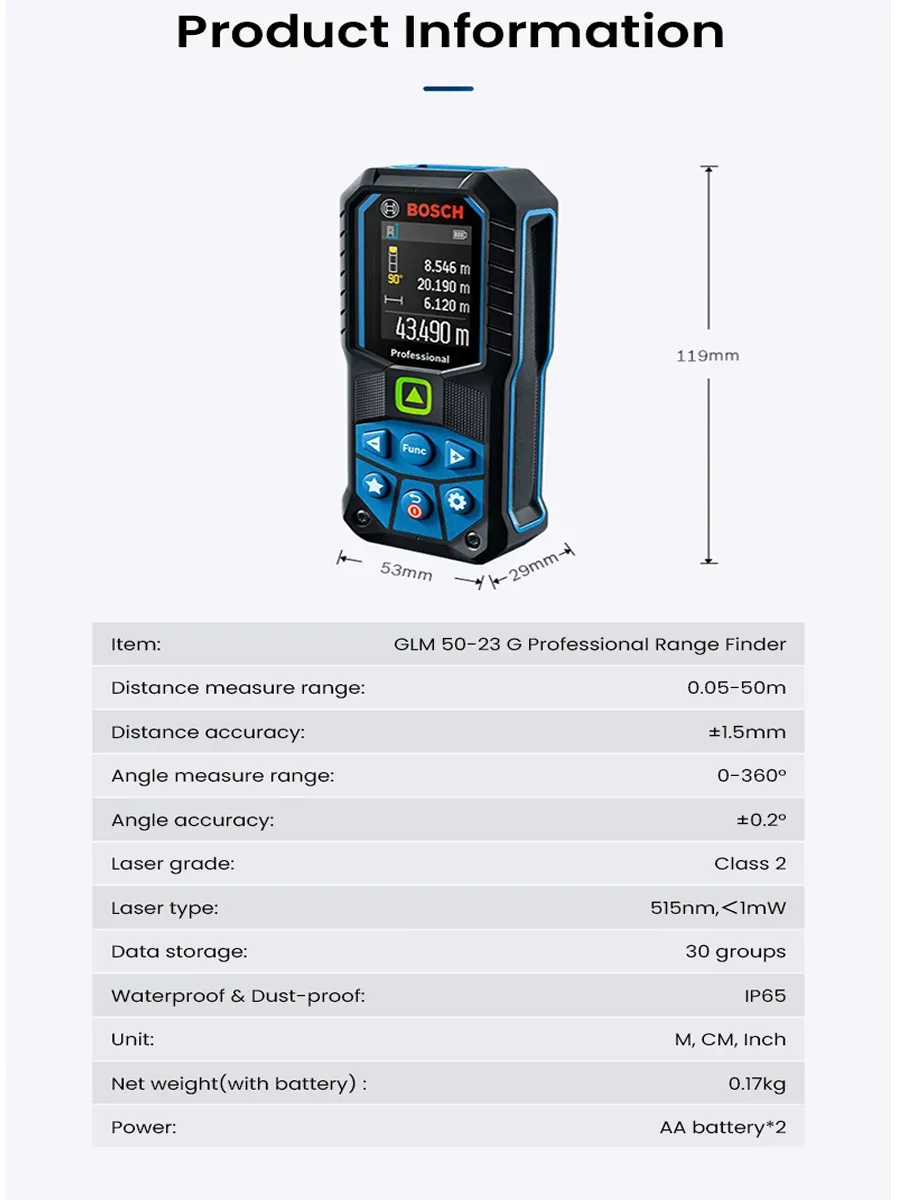 Product Information
BOSCH
8.546 m
90°
20.190 m
6.120 m
43.490 m
Professional
Func
119mm
53mm
29mm
Item: GLM 50-23 G Professional Range Finder
Distance measure range: 0.05-50m
Distance accuracy: ±1.5mm
Angle measure range: 0-360°
Angle accuracy: ±0.2°
Laser grade: Class 2
Laser type: 515nm,<1mW
Data storage: 30 groups
Waterproof & Dust-proof: IP65
Unit: M, CM, Inch
Net weight(with battery) : 0.17kg
Power: AA battery*2